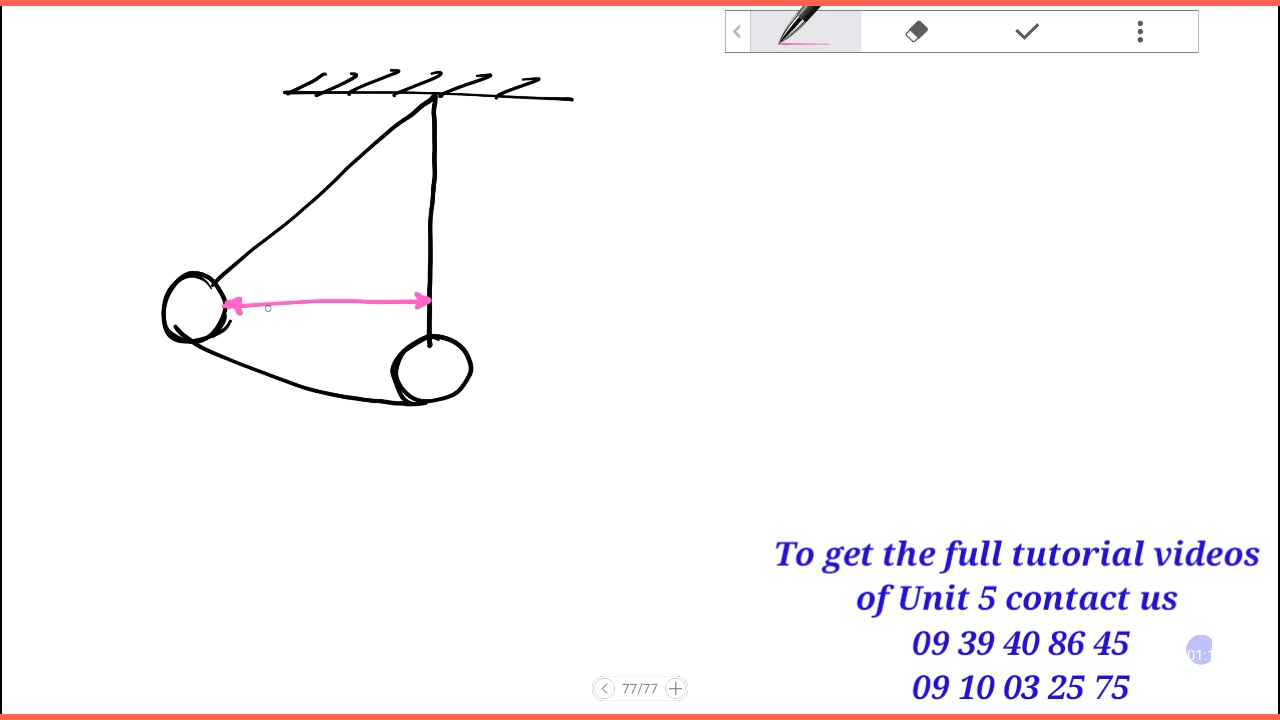 To get the full tutorial videos
of Unit 5 contact us
09 39 40 86 45
09 10 03 25 75
77/77